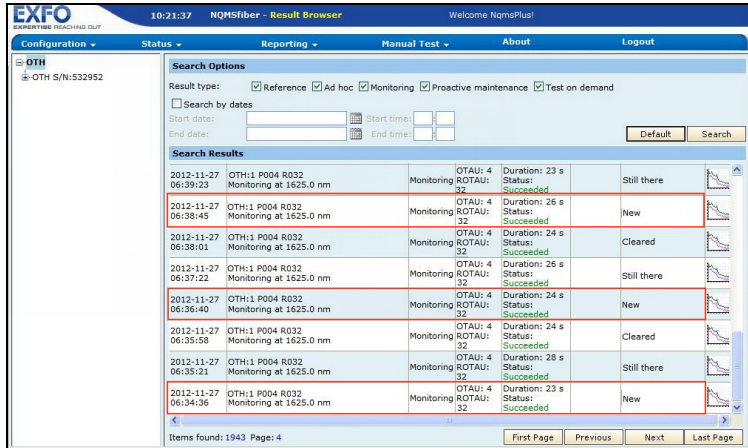 EXFO
EXPERTISE REACHING OUT
10:21:37 NQMSfiber - Result Browser Welcome NqmsPlus!
Configuration Status Reporting Manual Test About Logout
OTH
OTH S/N:532952
Search Options
Result type: Reference Ad hoc Monitoring Proactive maintenance Test on demand
Search by dates
Start date: Start time: :
End date: End time: :
Default Search
Search Results
2012-11-27 06:39:23 OTH:1 P004 R032 Monitoring at 1625.0 nm Monitoring OTAU: 4 ROTAU: 32 Duration: 23 s Status: Succeeded Still there
2012-11-27 06:38:45 OTH:1 P004 R032 Monitoring at 1625.0 nm Monitoring OTAU: 4 ROTAU: 32 Duration: 26 s Status: Succeeded New
2012-11-27 06:38:01 OTH:1 P004 R032 Monitoring at 1625.0 nm Monitoring OTAU: 4 ROTAU: 32 Duration: 24 s Status: Succeeded Cleared
2012-11-27 06:37:22 OTH:1 P004 R032 Monitoring at 1625.0 nm Monitoring OTAU: 4 ROTAU: 32 Duration: 26 s Status: Succeeded Still there
2012-11-27 06:36:40 OTH:1 P004 R032 Monitoring at 1625.0 nm Monitoring OTAU: 4 ROTAU: 32 Duration: 24 s Status: Succeeded New
2012-11-27 06:35:58 OTH:1 P004 R032 Monitoring at 1625.0 nm Monitoring OTAU: 4 ROTAU: 32 Duration: 24 s Status: Succeeded Cleared
2012-11-27 06:35:21 OTH:1 P004 R032 Monitoring at 1625.0 nm Monitoring OTAU: 4 ROTAU: 32 Duration: 28 s Status: Succeeded Still there
2012-11-27 06:34:36 OTH:1 P004 R032 Monitoring at 1625.0 nm Monitoring OTAU: 4 ROTAU: 32 Duration: 23 s Status: Succeeded New
Items found: 1943 Page: 4 First Page Previous Next Last Page